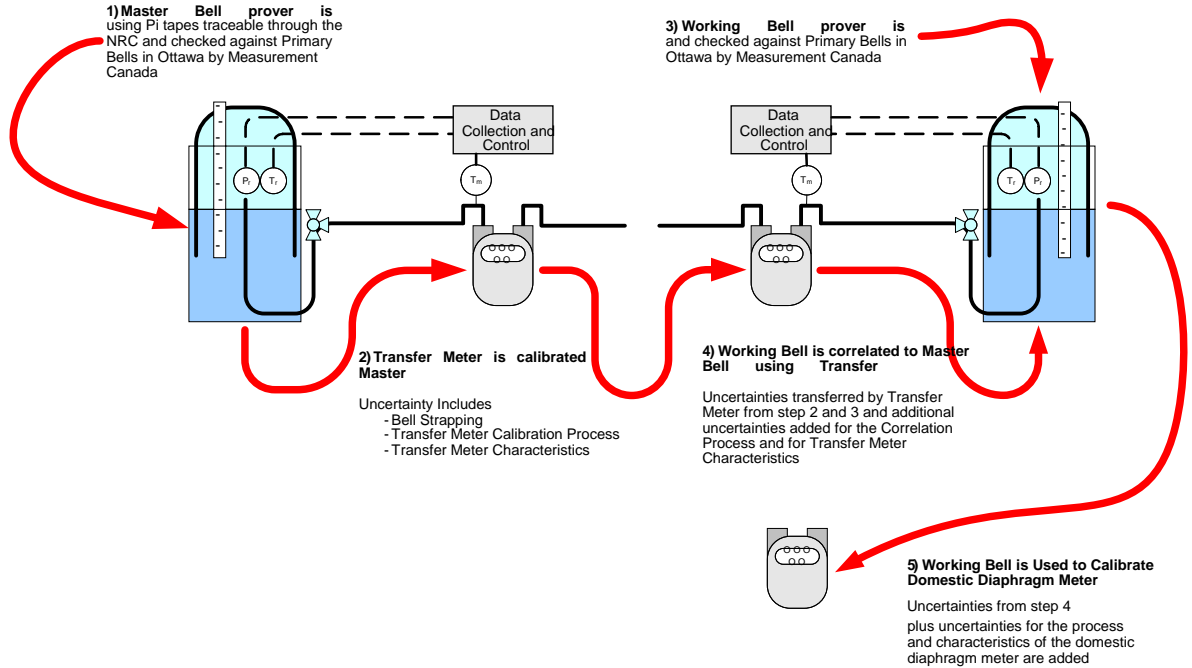 1) Master Bell prover is
using Pi tapes traceable through the
NRC and checked against Primary
Bells in Ottawa by Measurement
Canada
3) Working Bell prover is
and checked against Primary Bells in
Ottawa by Measurement Canada
Data
Collection and
Control
Data
Collection and
Control
Pr
Tr
Tm
Tm
Tr
Pr
2) Transfer Meter is calibrated
Master
Uncertainty Includes
- Bell Strapping
- Transfer Meter Calibration Process
- Transfer Meter Characteristics
4) Working Bell is correlated to Master
Bell using Transfer
Uncertainties transferred by Transfer
Meter from step 2 and 3 and additional
uncertainties added for the Correlation
Process and for Transfer Meter
Characteristics
5) Working Bell is Used to Calibrate
Domestic Diaphragm Meter
Uncertainties from step 4
plus uncertainties for the process
and characteristics of the domestic
diaphragm meter are added